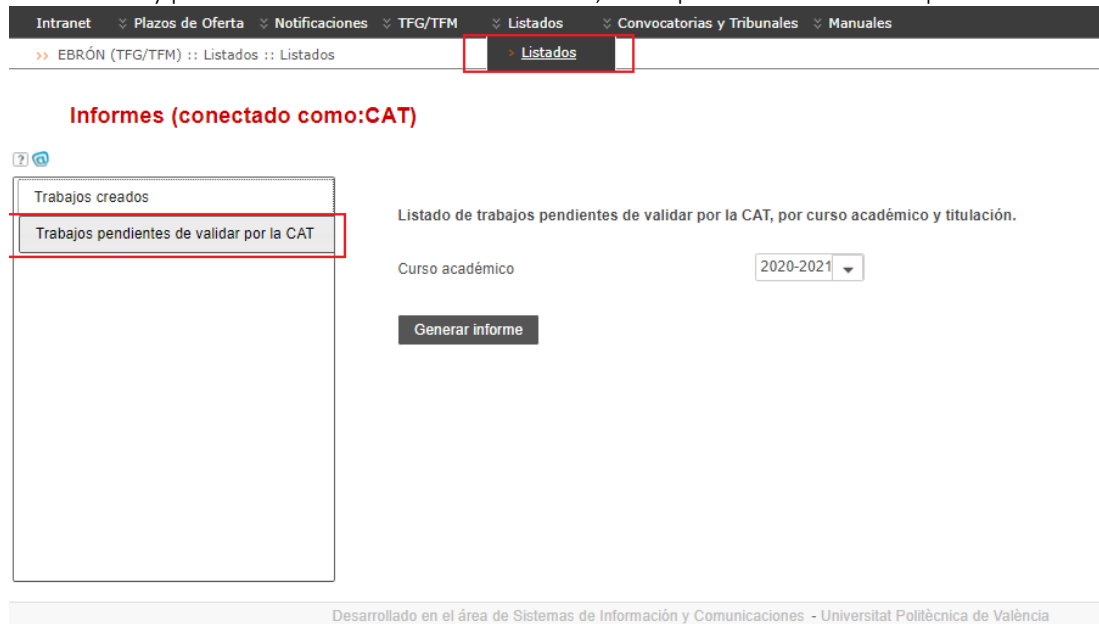 Intranet Plazos de Oferta Notificaciones TFG/TFM Listados Convocatorias y Tribunales Manuales
>> EBRÓN (TFG/TFM) :: Listados :: Listados
> Listados
Informes (conectado como:CAT)
? @
Trabajos creados
Trabajos pendientes de validar por la CAT
Listado de trabajos pendientes de validar por la CAT, por curso académico y titulación.
Curso académico 2020-2021
Generar informe
Desarrollado en el área de Sistemas de Información y Comunicaciones - Universitat Politècnica de València